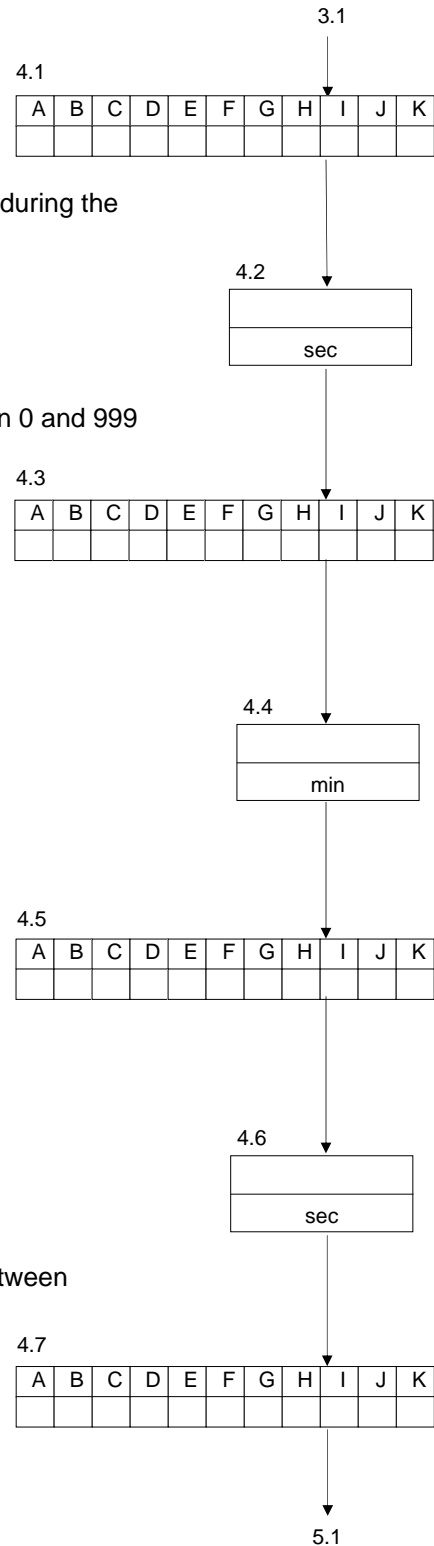 3.1
4.1
A B C D E F G H I J K
during the
4.2
sec
n 0 and 999
4.3
A B C D E F G H I J K
4.4
min
4.5
A B C D E F G H I J K
4.6
sec
tween
4.7
A B C D E F G H I J K
5.1